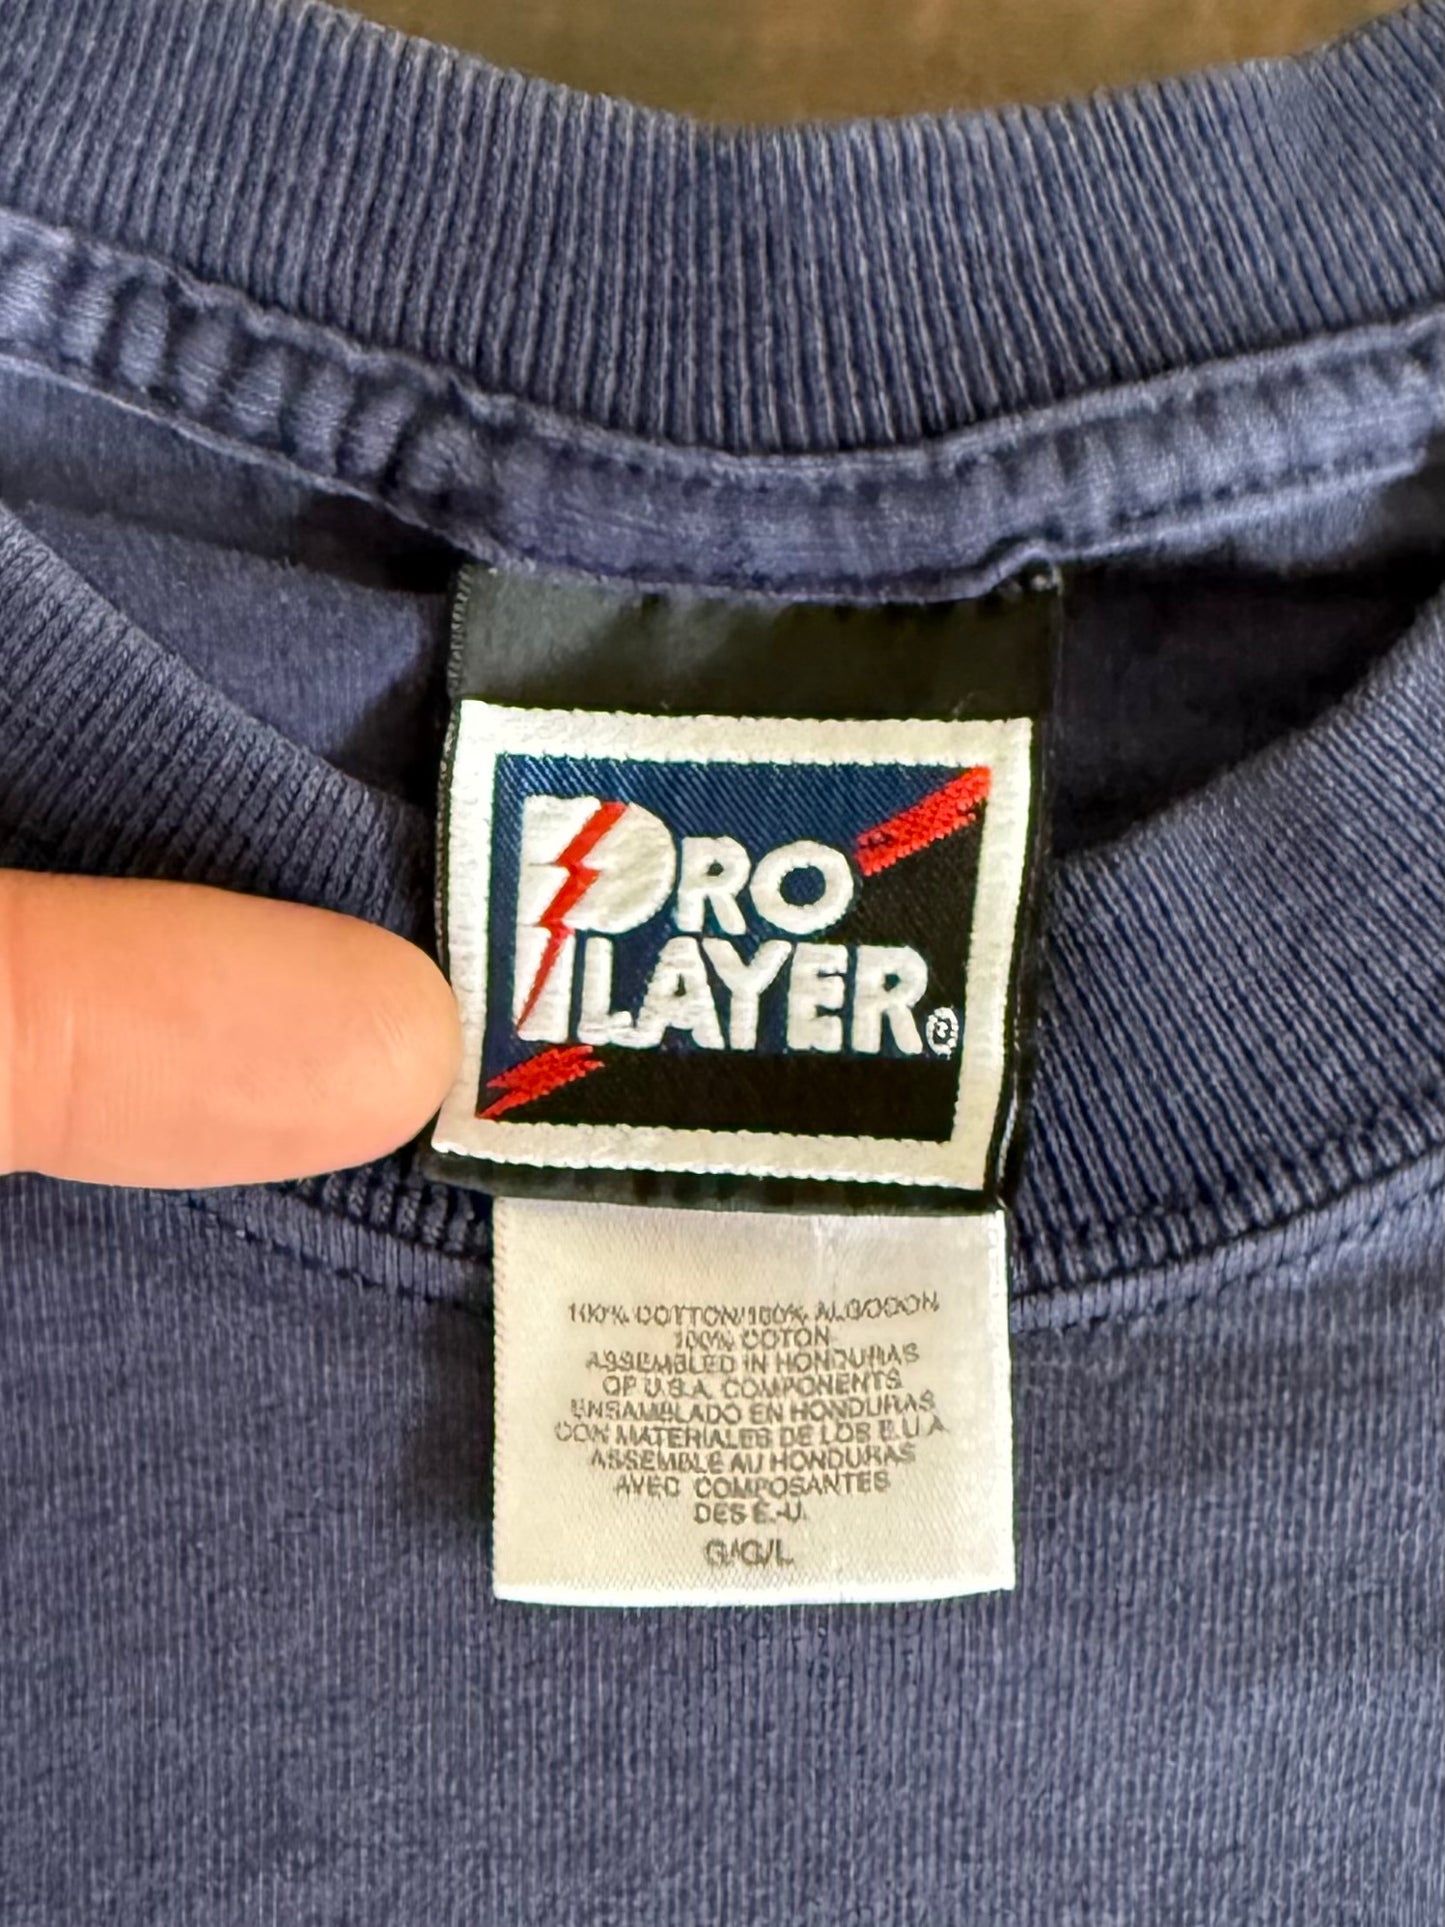 PRO
PLAYER®
100% COTTON/100% ALGODON
100% COTON
ASSEMBLED IN HONDURAS
OF U.S.A. COMPONENTS
ENSAMBLADO EN HONDURAS
CON MATERIALES DE LOS E.U.A.
ASSEMBLE AU HONDURAS
AVEC COMPOSANTES
DES É.-U.
G/G/L